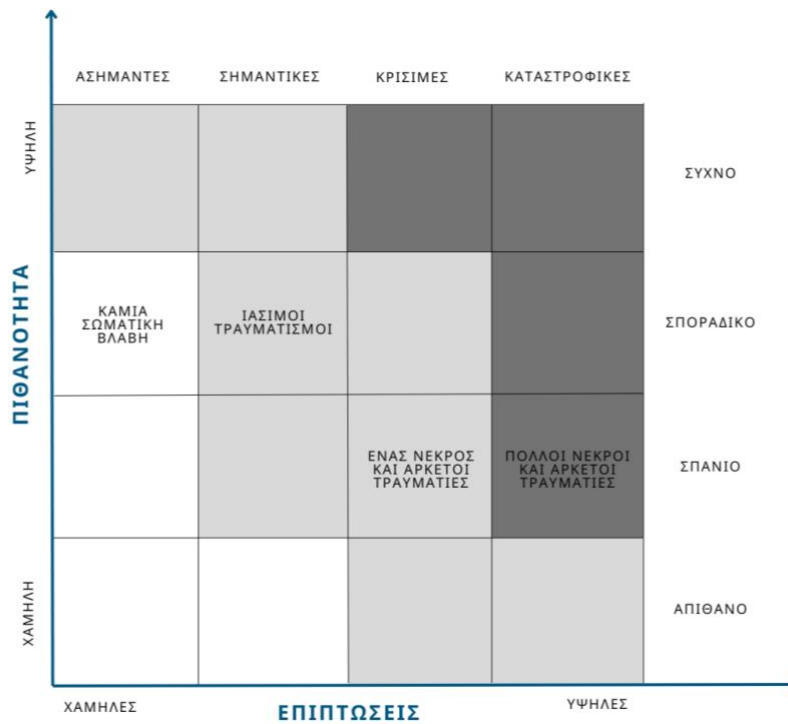 ΑΣΗΜΑΝΤΕΣ
ΣΗΜΑΝΤΙΚΕΣ
ΚΡΙΣΙΜΕΣ
ΚΑΤΑΣΤΡΟΦΙΚΕΣ
ΥΨΗΛΗ
ΣΥΧΝΟ
ΠΙΘΑΝΟΤΗΤΑ
ΚΑΜΙΑ
ΣΩΜΑΤΙΚΗ
ΒΛΑΒΗ
ΙΑΣΙΜΟΙ
ΤΡΑΥΜΑΤΙΣΜΟΙ
ΣΠΟΡΑΔΙΚΟ
ΕΝΑΣ ΝΕΚΡΟΣ
ΚΑΙ ΑΡΚΕΤΟΙ
ΤΡΑΥΜΑΤΙΕΣ
ΠΟΛΛΟΙ ΝΕΚΡΟΙ
ΚΑΙ ΑΡΚΕΤΟΙ
ΤΡΑΥΜΑΤΙΕΣ
ΣΠΑΝΙΟ
ΧΑΜΗΛΗ
ΑΠΙΘΑΝΟ
ΧΑΜΗΛΕΣ
ΕΠΙΠΤΩΣΕΙΣ
ΥΨΗΛΕΣ